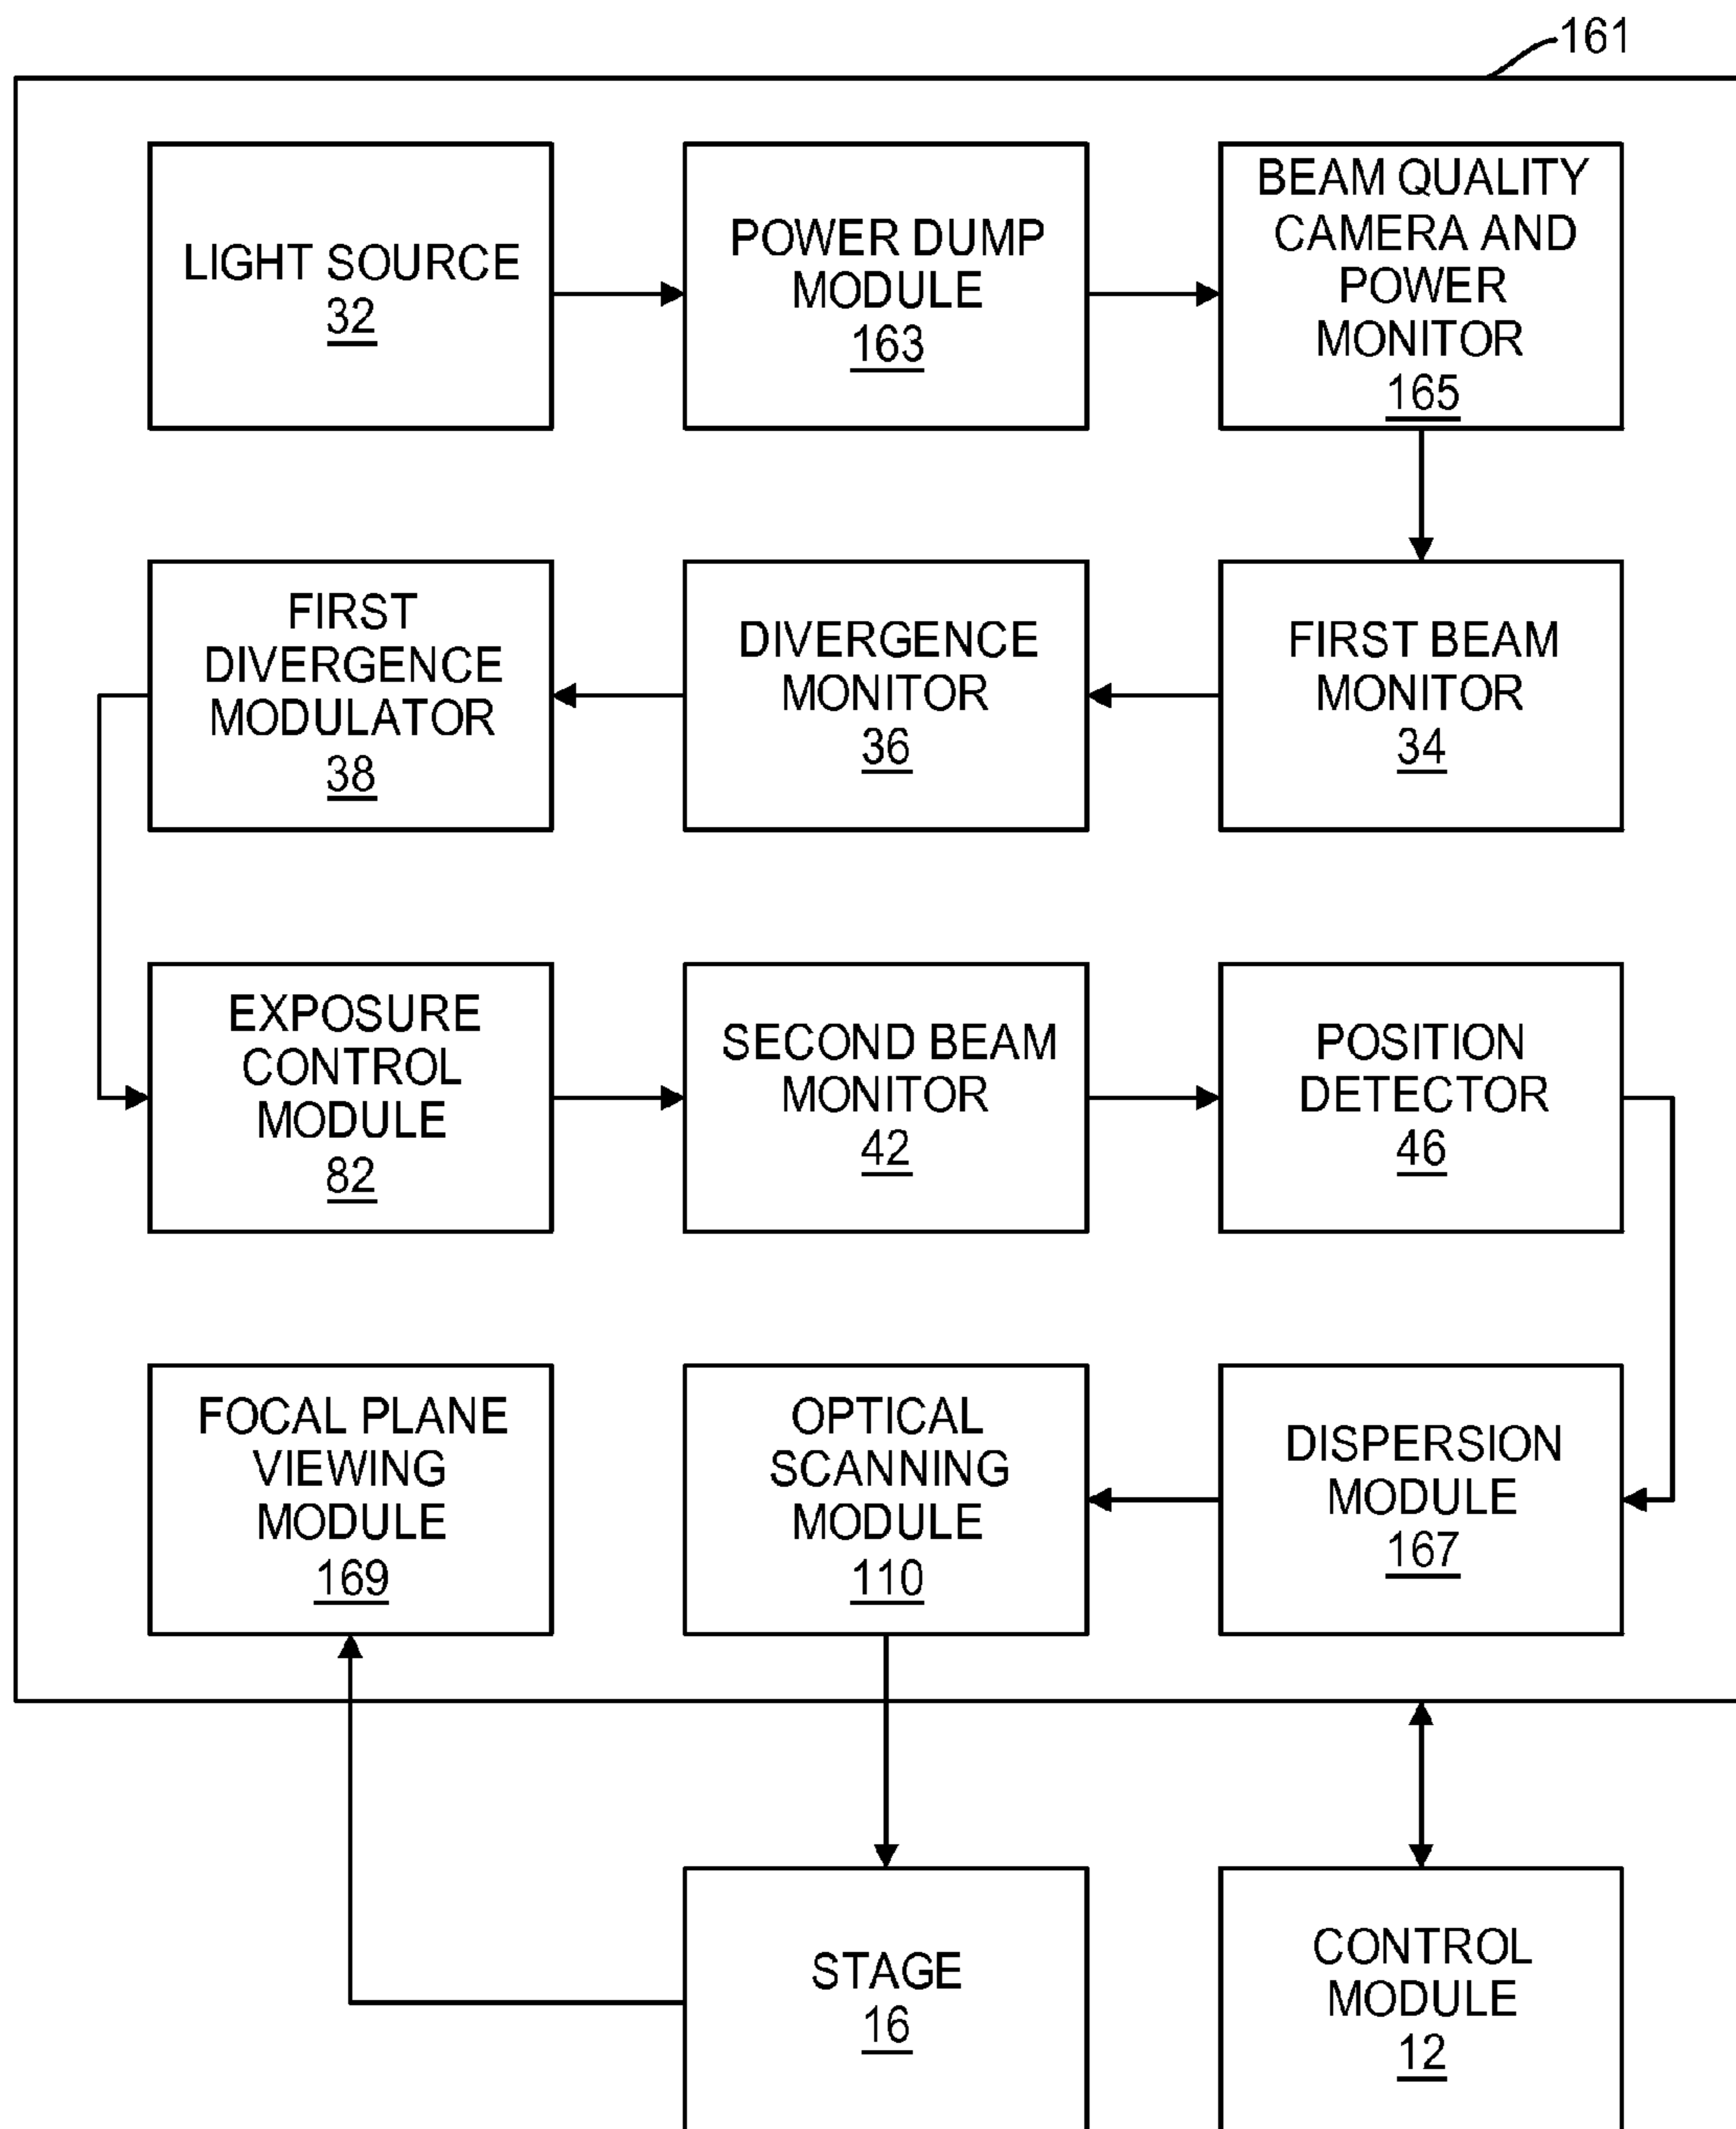 161
LIGHT SOURCE
32
POWER DUMP
MODULE
163
BEAM QUALITY
CAMERA AND
POWER
MONITOR
165
FIRST
DIVERGENCE
MODULATOR
38
DIVERGENCE
MONITOR
36
FIRST BEAM
MONITOR
34
EXPOSURE
CONTROL
MODULE
82
SECOND BEAM
MONITOR
42
POSITION
DETECTOR
46
FOCAL PLANE
VIEWING
MODULE
169
OPTICAL
SCANNING
MODULE
110
DISPERSION
MODULE
167
STAGE
16
CONTROL
MODULE
12